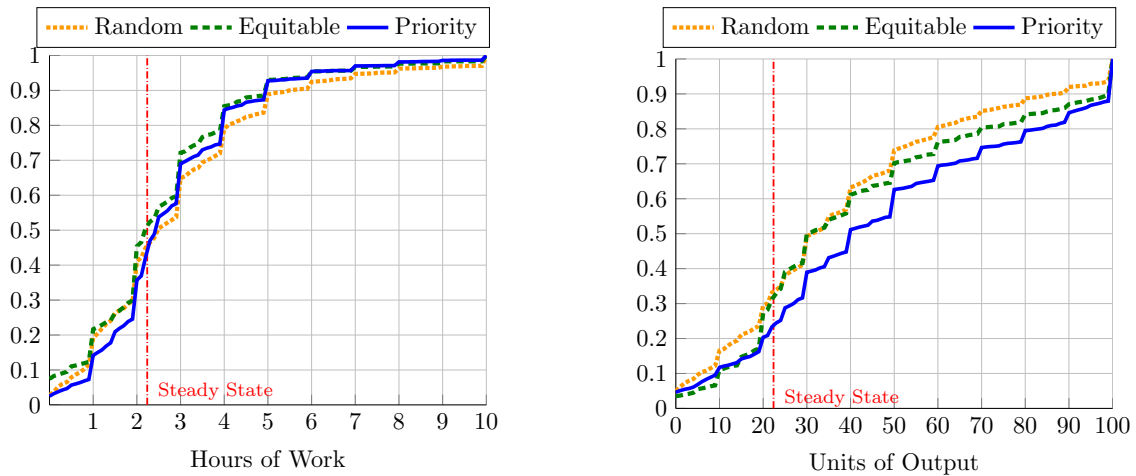 Random Equitable Priority
1
0.9
0.8
0.7
0.6
0.5
0.4
0.3
0.2
0.1
0
Steady State
1 2 3 4 5 6 7 8 9 10
Hours of Work
Random Equitable Priority
1
0.9
0.8
0.7
0.6
0.5
0.4
0.3
0.2
0.1
0
Steady State
0 10 20 30 40 50 60 70 80 90 100
Units of Output